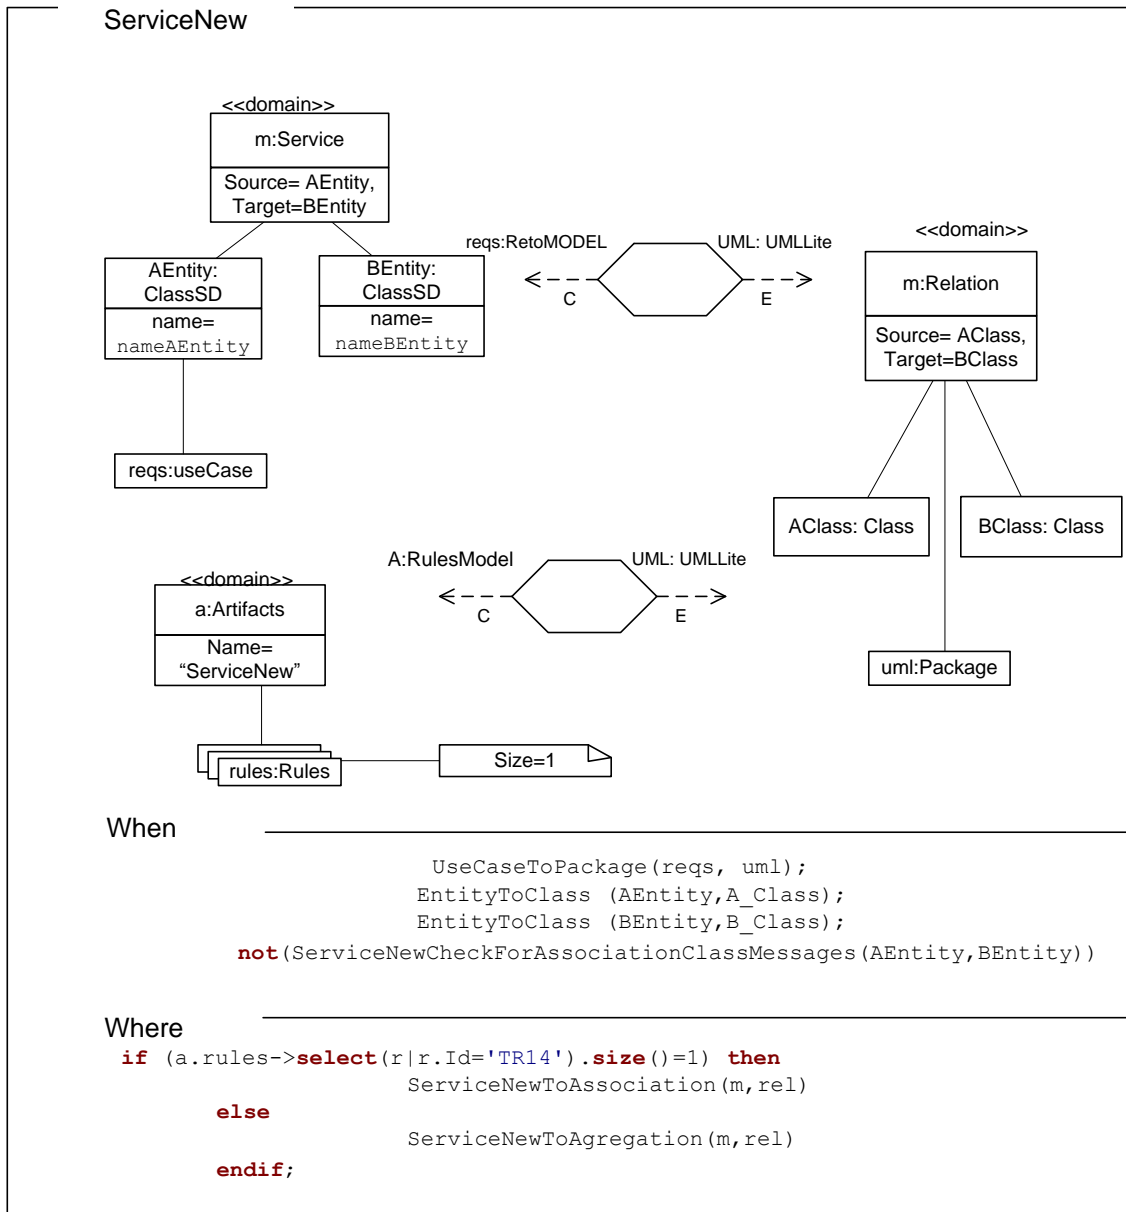 ServiceNew
<<domain>>
m:Service
Source= AEntity,
Target=BEntity
AEntity:
ClassSD
name=
nameAEntity
BEntity:
ClassSD
name=
nameBEntity
reqs:useCase
reqs:RetoMODEL
UML: UMLLite
C
E
<<domain>>
m:Relation
Source= AClass,
Target=BClass
AClass: Class
BClass: Class
uml:Package
A:RulesModel
UML: UMLLite
C
E
<<domain>>
a:Artifacts
Name=
“ServiceNew”
rules:Rules
Size=1
When
UseCaseToPackage(reqs, uml);
EntityToClass (AEntity,A_Class);
EntityToClass (BEntity,B_Class);
not(ServiceNewCheckForAssociationClassMessages(AEntity,BEntity))
Where
if (a.rules->select(r|r.Id='TR14').size()=1) then
ServiceNewToAssociation(m,rel)
else
ServiceNewToAgregation(m,rel)
endif;